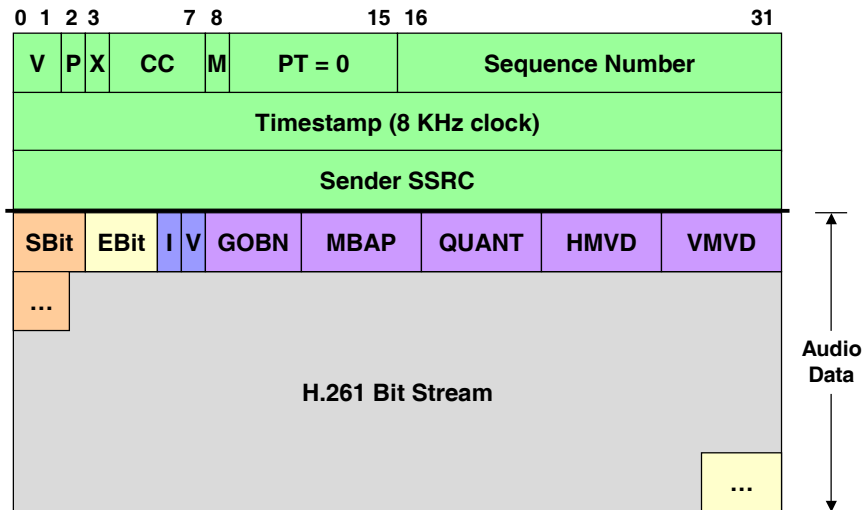 0 1 2 3 7 8 15 16 31
V P X CC M PT = 0 Sequence Number
Timestamp (8 KHz clock)
Sender SSRC
SBit EBit I V GOBN MBAP QUANT HMVD VMVD
...
H.261 Bit Stream
Audio
Data
...